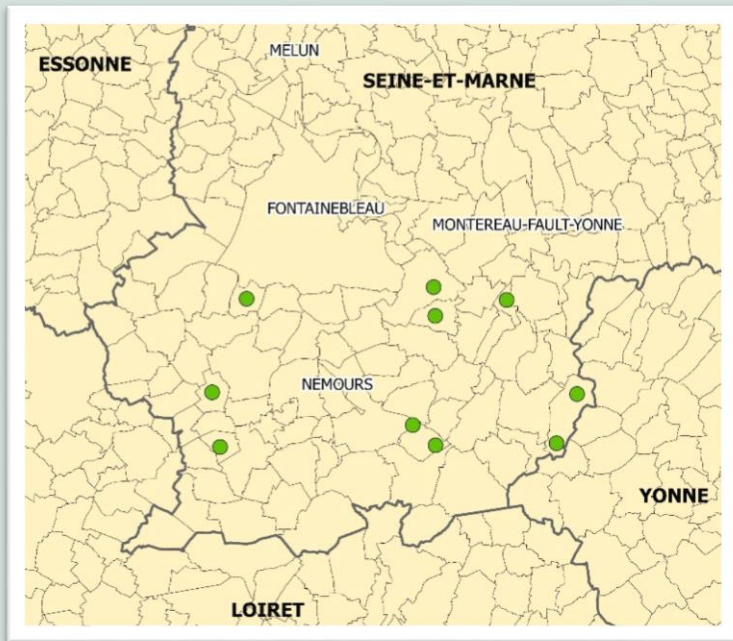 MELUN
ESSONNE
SEINE-ET-MARNE
FONTAINEBLEAU
MONTEREAU-FAULT-YONNE
NEMOURS
YONNE
LOIRET